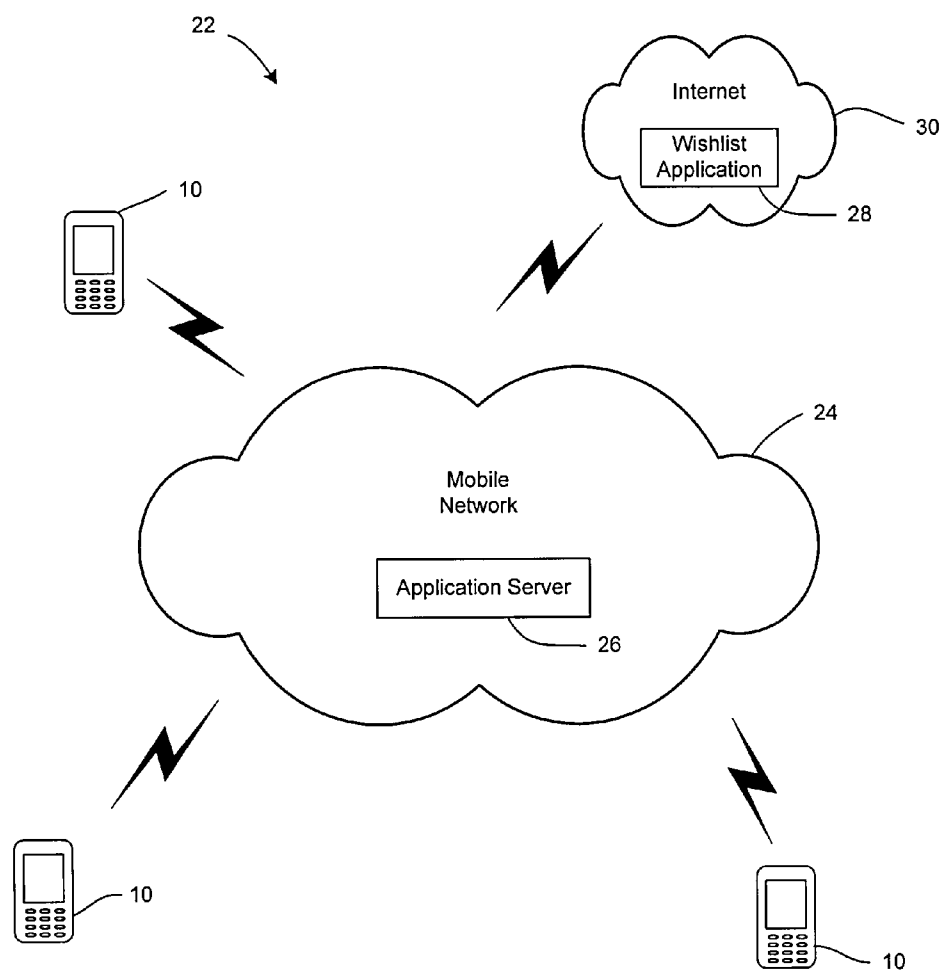 22
Internet
30
Wishlist
Application
28
10
24
Mobile
Network
Application Server
26
10
10